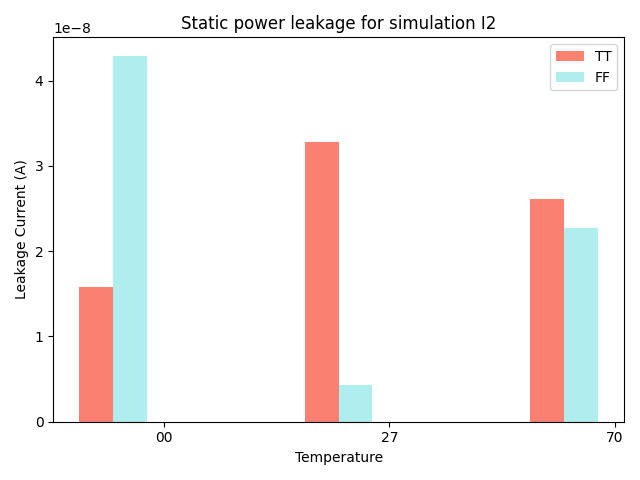 Static power leakage for simulation I2
1e−8
TT
FF
4
3
2
1
0
Leakage Current (A)
00
27
70
Temperature